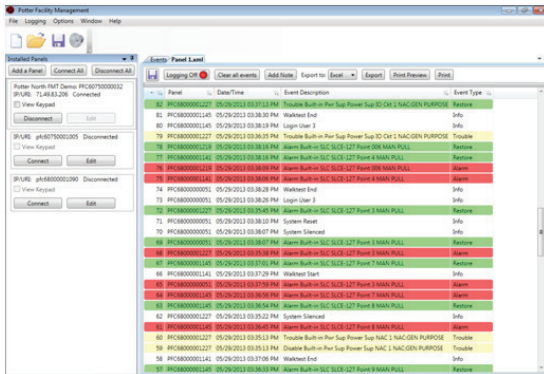 Potter Facility Management
File Logging Options Window Help
Installed Panels
Add a Panel Connect All Disconnect All
Potter North FMT Demo: PFC60750000032
IP/URI: 71.49.83.206 Connected
View Keypad
Disconnect Edit
IP/URI: pfc60750001005 Disconnected
View Keypad
Connect Edit
IP/URI: pfc68000001090 Disconnected
View Keypad
Connect Edit
Events Panel
Logging Off Clear all events Add Note Export to: Excel Export Print Preview Print
Panel Date/Time Event Description Event Type
82 PFC68000001227 05/29/2013 03:37:13 PM Trouble Built-in Pwr Sup Power Sup IO Ckt 1 NAC:GEN PURPOSE Restore
81 PFC68000001145 05/29/2013 03:38:30 PM Walktest End Info
80 PFC68000001145 05/29/2013 03:38:19 PM Login User 3 Info
79 PFC68000001227 05/29/2013 03:36:25 PM Trouble Built-in Pwr Sup Power Sup IO Ckt 1 NAC:GEN PURPOSE Trouble
78 PFC68000001219 05/29/2013 03:38:16 PM Alarm Built-in SLC SLCE-127 Point 006 MAN PULL Restore
77 PFC68000001141 05/29/2013 03:38:16 PM Alarm Built-in SLC SLCE-127 Point 4 MAN PULL Restore
76 PFC68000001219 05/29/2013 03:38:09 PM Alarm Built-in SLC SLCE-127 Point 006 MAN PULL Alarm
75 PFC68000001141 05/29/2013 03:38:09 PM Alarm Built-in SLC SLCE-127 Point 4 MAN PULL Alarm
74 PFC68000000051 05/29/2013 03:38:28 PM Walktest End Info
73 PFC68000000051 05/29/2013 03:38:26 PM Login User 3 Info
72 PFC68000001227 05/29/2013 03:35:45 PM Alarm Built-in SLC SLCE-127 Point 3 MAN PULL Restore
71 PFC68000000051 05/29/2013 03:38:10 PM System Reset Info
70 PFC68000000051 05/29/2013 03:38:07 PM System Silenced Info
69 PFC68000000051 05/29/2013 03:38:07 PM Alarm Built-in SLC SLCE-127 Point 3 MAN PULL Restore
68 PFC68000001227 05/29/2013 03:35:38 PM Alarm Built-in SLC SLCE-127 Point 3 MAN PULL Alarm
67 PFC68000001145 05/29/2013 03:37:01 PM Alarm Built-in SLC SLCE-127 Point 7 MAN PULL Restore
66 PFC68000001141 05/29/2013 03:37:29 PM Walktest Start Info
65 PFC68000000051 05/29/2013 03:37:59 PM Alarm Built-in SLC SLCE-127 Point 3 MAN PULL Alarm
64 PFC68000001145 05/29/2013 03:36:56 PM Alarm Built-in SLC SLCE-127 Point 7 MAN PULL Alarm
63 PFC68000001145 05/29/2013 03:36:54 PM Alarm Built-in SLC SLCE-127 Point 8 MAN PULL Restore
62 PFC68000001227 05/29/2013 03:35:22 PM System Silenced Info
61 PFC68000001145 05/29/2013 03:36:45 PM Alarm Built-in SLC SLCE-127 Point 8 MAN PULL Alarm
60 PFC68000001227 05/29/2013 03:35:13 PM Trouble Built-in Pwr Sup Power Sup NAC 1 NAC:GEN PURPOSE Trouble
59 PFC68000001227 05/29/2013 03:35:13 PM Disable Built-in Pwr Sup Power Sup NAC 1 NAC:GEN PURPOSE Trouble
58 PFC68000001145 05/29/2013 03:37:06 PM Walktest End Info
57 PFC68000001145 05/29/2013 03:36:33 PM Alarm Built-in SLC SLCE-127 Point 9 MAN PULL Restore